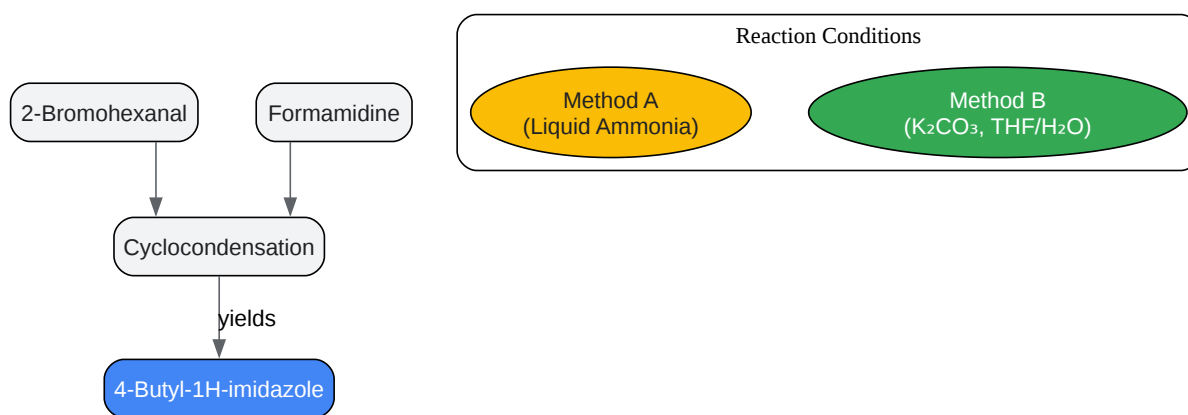 Reaction Conditions
Method A
(Liquid Ammonia)
Method B
(K₂CO₃, THF/H₂O)
2-Bromohexanal
Formamidine
Cyclocondensation
yields
4-Butyl-1H-imidazole